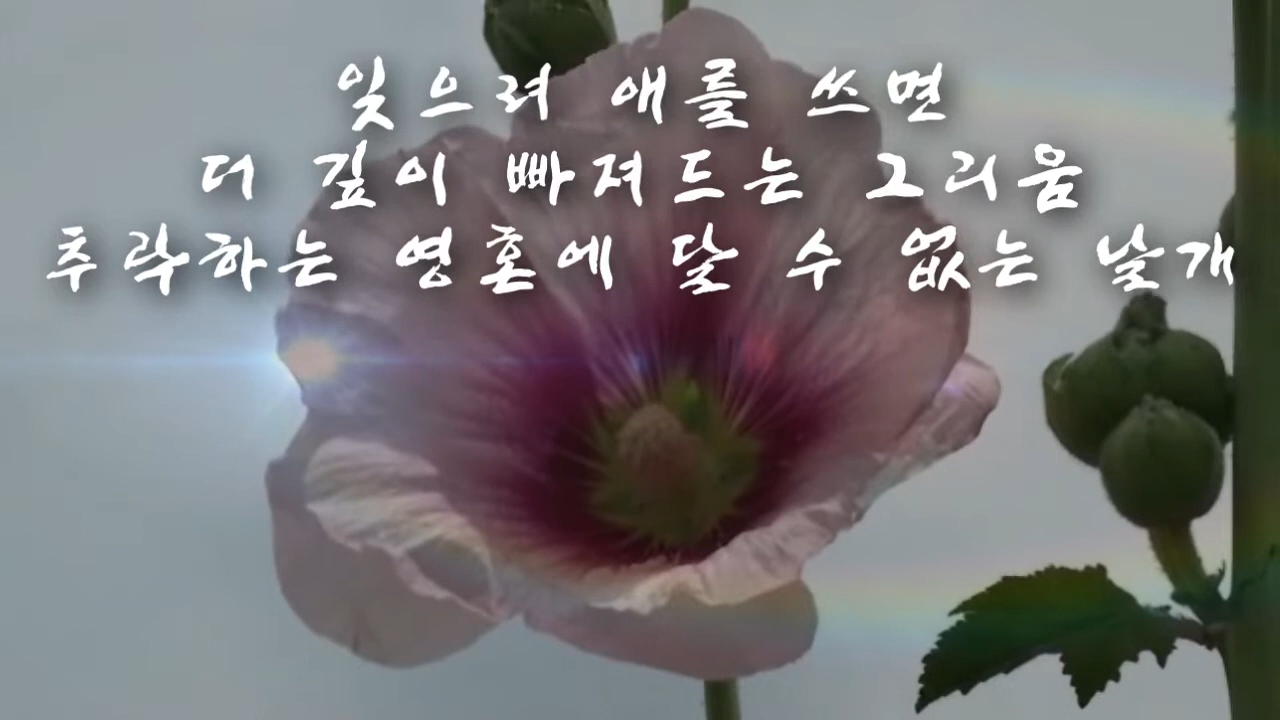 잊으려 애를 쓰면
더 깊이 빠져드는 그리움
추락하는 영혼에 달 수 없는 날개